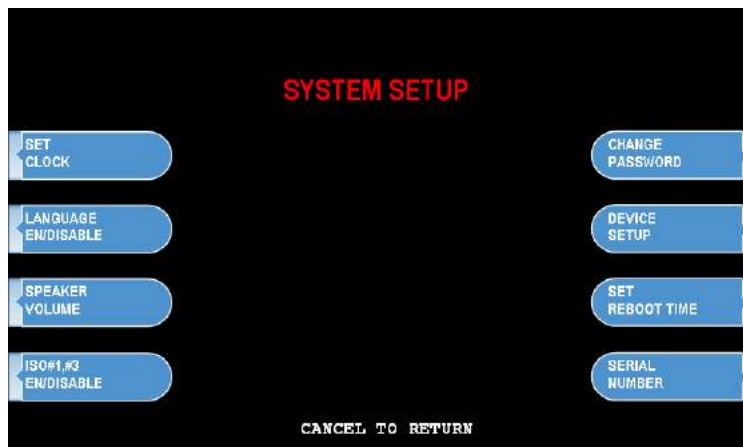 SYSTEM SETUP
SET
CLOCK
CHANGE
PASSWORD
LANGUAGE
EN/DISABLE
DEVICE
SETUP
SPEAKER
VOLUME
SET
REBOOT TIME
ISO#1,#3
EN/DISABLE
SERIAL
NUMBER
CANCEL TO RETURN